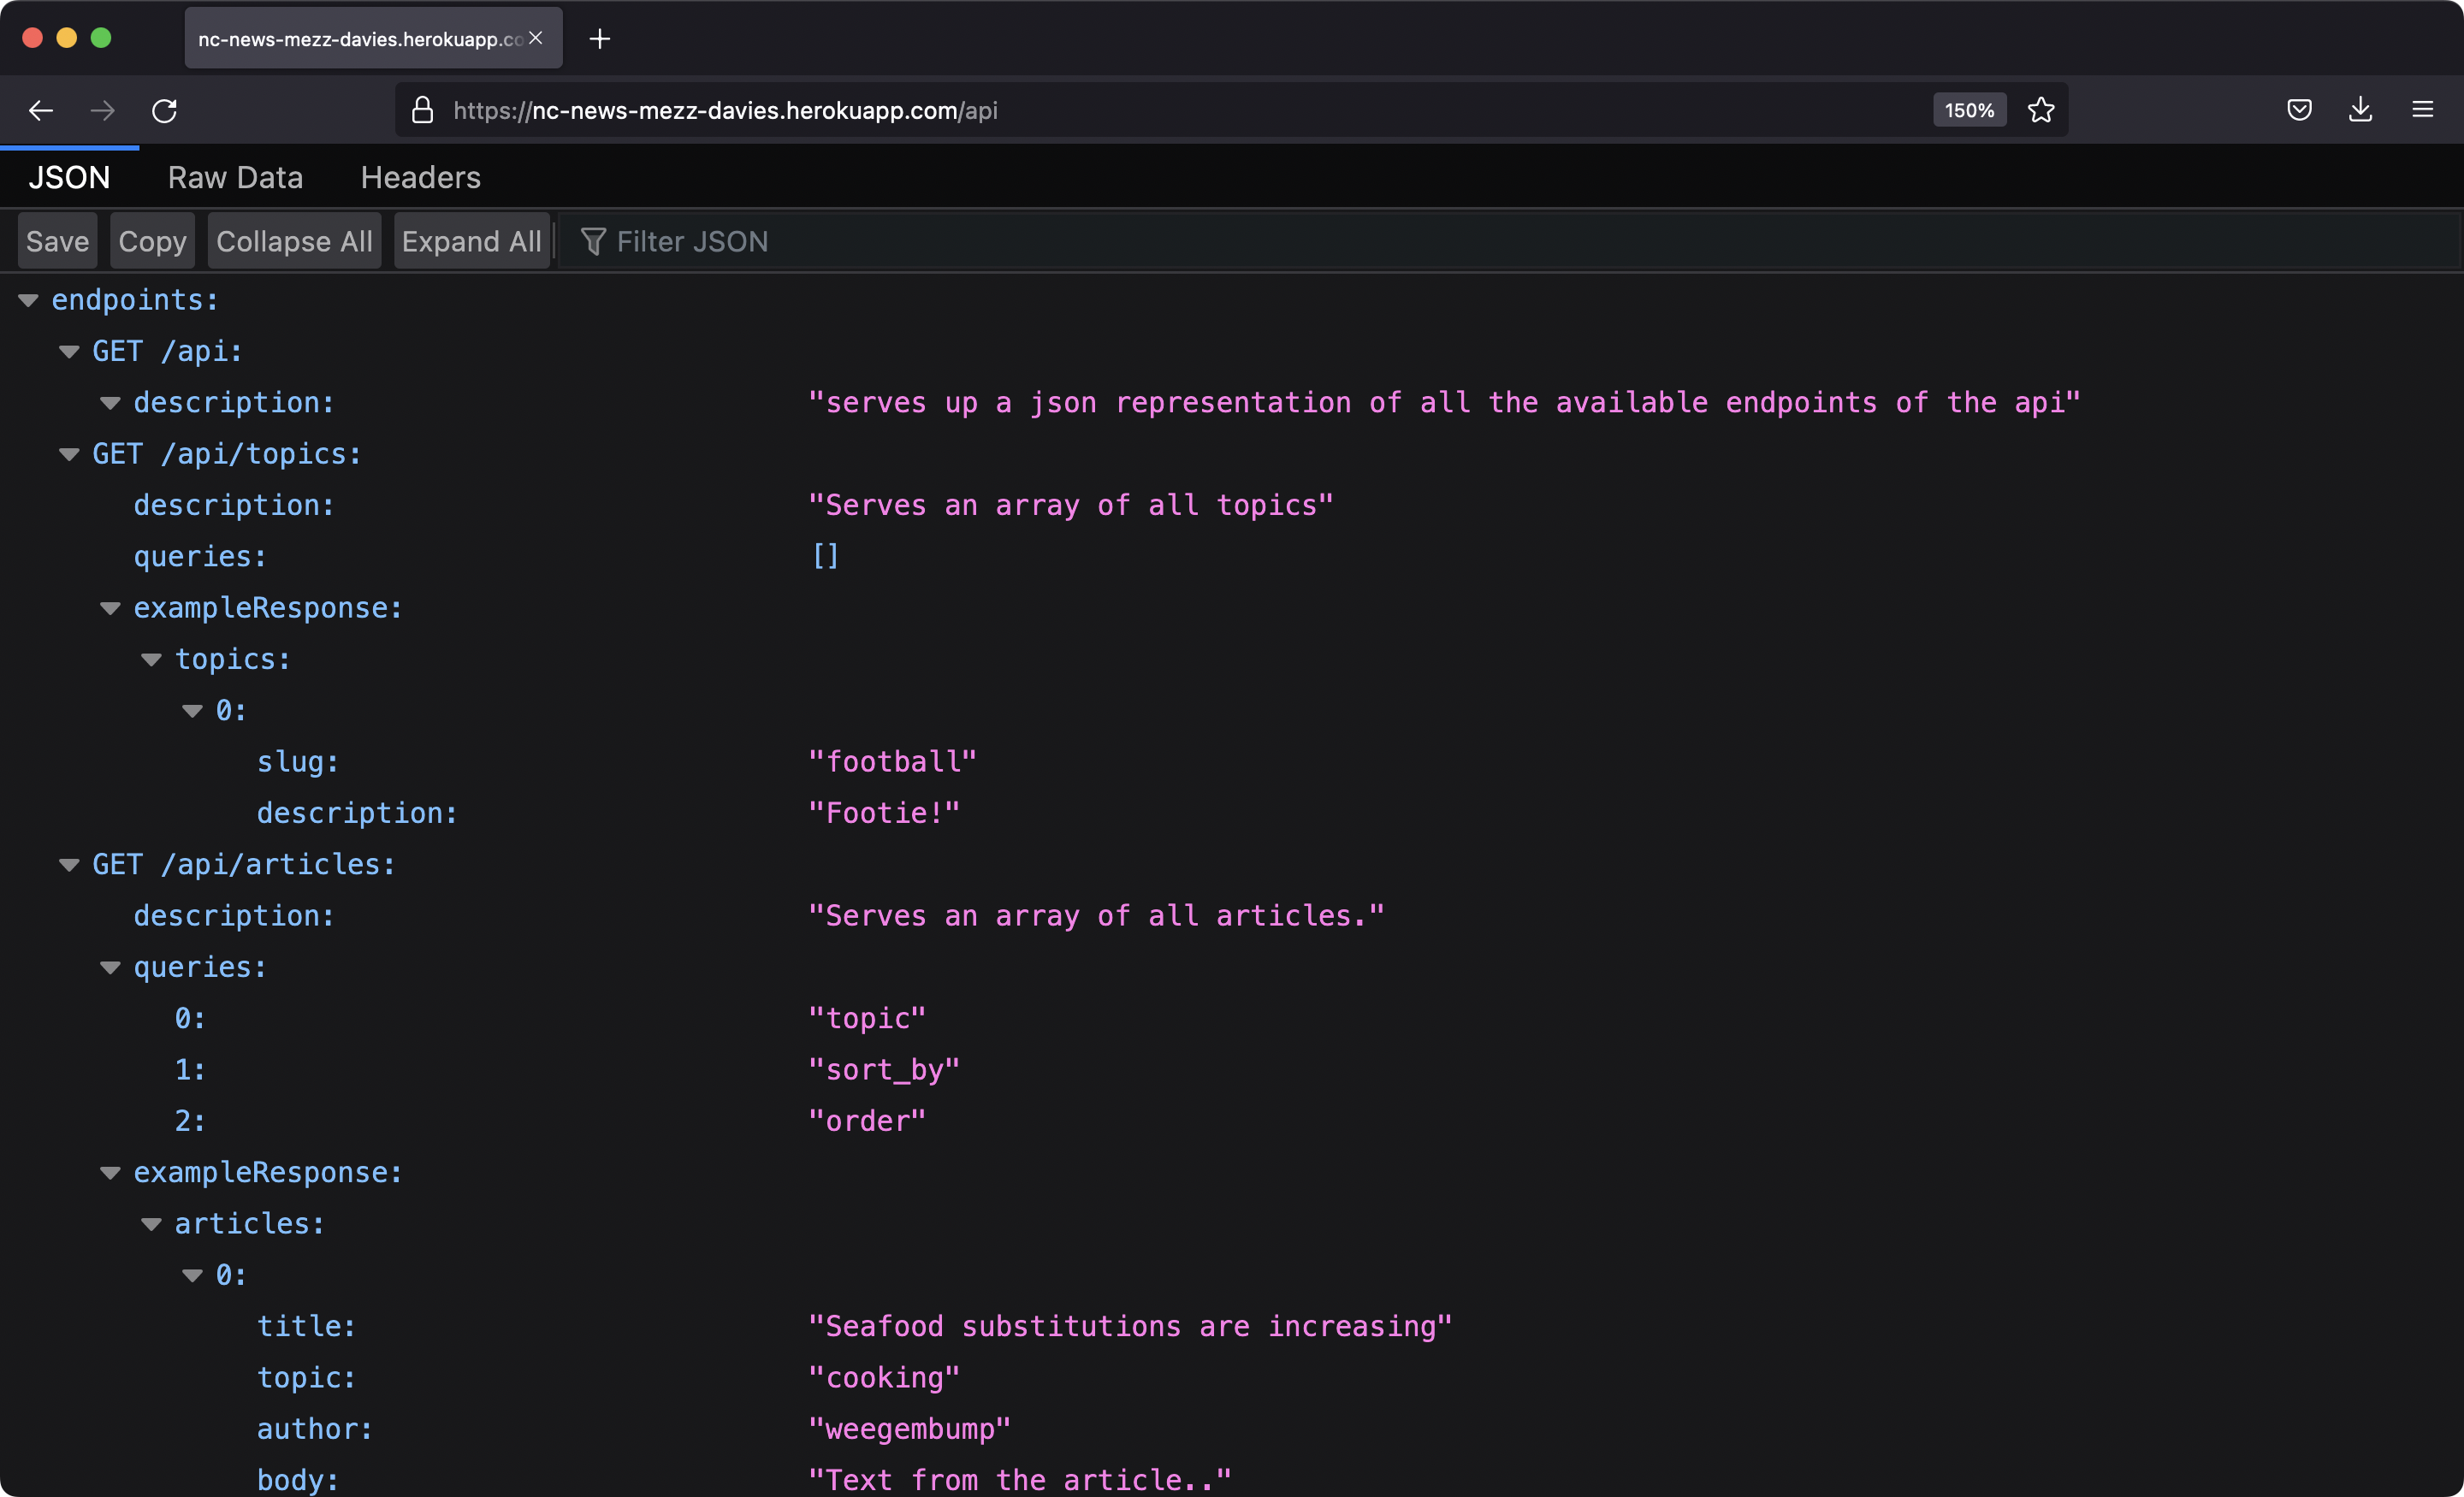 nc-news-mezz-davies.herokuapp.co
https://nc-news-mezz-davies.herokuapp.com/api
150%
JSON Raw Data Headers
Save Copy Collapse All Expand All Filter JSON
endpoints:
GET /api:
description: "serves up a json representation of all the available endpoints of the api"
GET /api/topics:
description: "Serves an array of all topics"
queries: []
exampleResponse:
topics:
0:
slug: "football"
description: "Footie!"
GET /api/articles:
description: "Serves an array of all articles."
queries:
0: "topic"
1: "sort_by"
2: "order"
exampleResponse:
articles:
0:
title: "Seafood substitutions are increasing"
topic: "cooking"
author: "weegembump"
body: "Text from the article.."